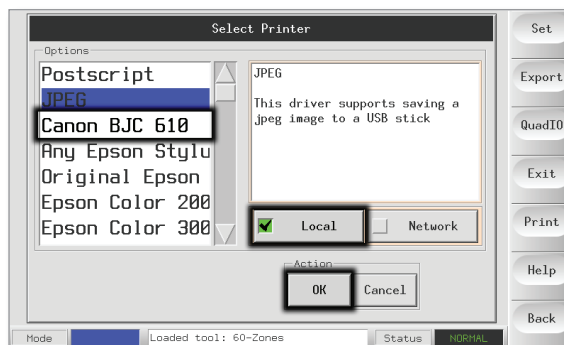 Select Printer
Set
Options
Postscript
JPEG
Canon BJC 610
Any Epson Stylu
Original Epson
Epson Color 200
Epson Color 300
JPEG
This driver supports saving a
jpeg image to a USB stick
Local
Network
Action
OK
Cancel
Export
QuadIO
Exit
Print
Help
Back
Mode
Loaded tool: 60-Zones
Status
NORMAL